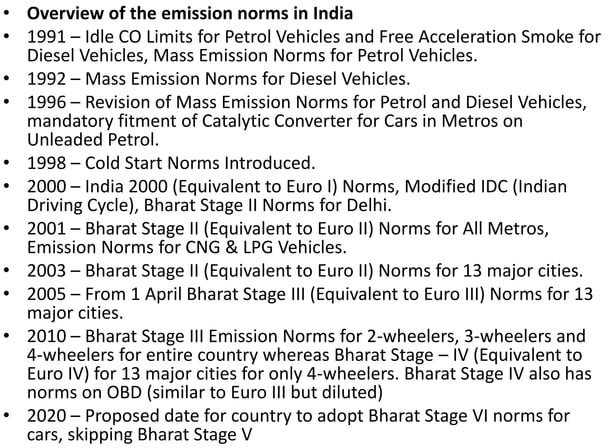 • Overview of the emission norms in India
• 1991 – Idle CO Limits for Petrol Vehicles and Free Acceleration Smoke for
Diesel Vehicles, Mass Emission Norms for Petrol Vehicles.
• 1992 – Mass Emission Norms for Diesel Vehicles.
• 1996 – Revision of Mass Emission Norms for Petrol and Diesel Vehicles,
mandatory fitment of Catalytic Converter for Cars in Metros on
Unleaded Petrol.
• 1998 – Cold Start Norms Introduced.
• 2000 – India 2000 (Equivalent to Euro I) Norms, Modified IDC (Indian
Driving Cycle), Bharat Stage II Norms for Delhi.
• 2001 – Bharat Stage II (Equivalent to Euro II) Norms for All Metros,
Emission Norms for CNG & LPG Vehicles.
• 2003 – Bharat Stage II (Equivalent to Euro II) Norms for 13 major cities.
• 2005 – From 1 April Bharat Stage III (Equivalent to Euro III) Norms for 13
major cities.
• 2010 – Bharat Stage III Emission Norms for 2-wheelers, 3-wheelers and
4-wheelers for entire country whereas Bharat Stage – IV (Equivalent to
Euro IV) for 13 major cities for only 4-wheelers. Bharat Stage IV also has
norms on OBD (similar to Euro III but diluted)
• 2020 – Proposed date for country to adopt Bharat Stage VI norms for
cars, skipping Bharat Stage V